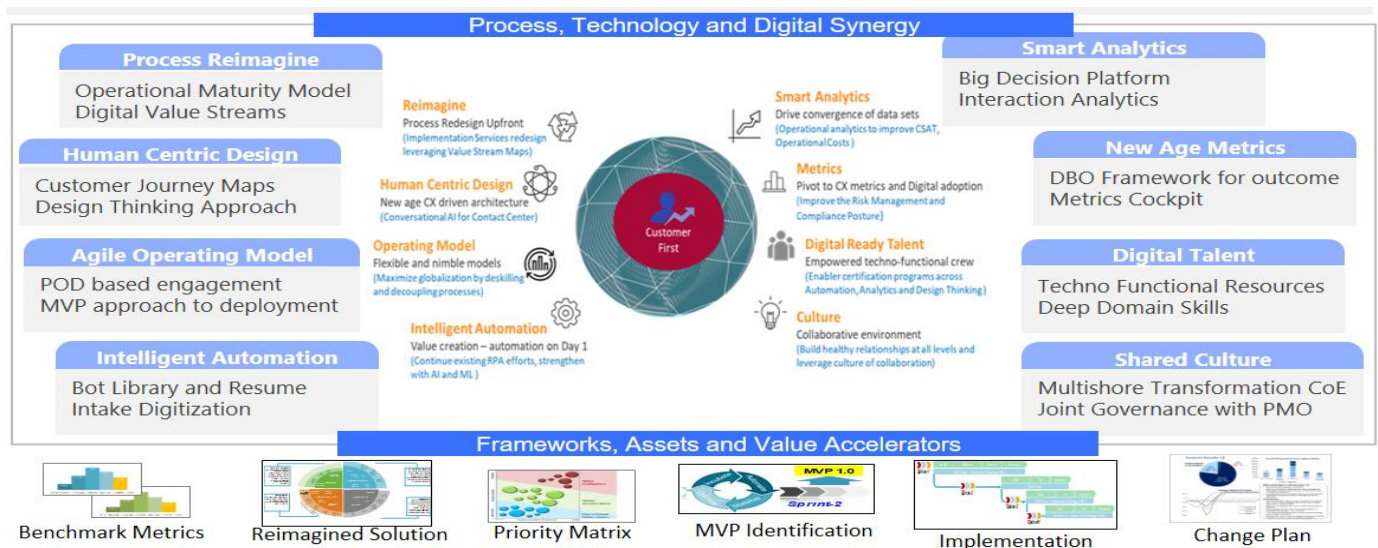 Process, Technology and Digital Synergy
Process Reimagine
Operational Maturity Model
Digital Value Streams
Human Centric Design
Customer Journey Maps
Design Thinking Approach
Agile Operating Model
POD based engagement
MVP approach to deployment
Intelligent Automation
Bot Library and Resume
Intake Digitization
Reimagine
Process Redesign Upfront
(Implementation Services redesign
leveraging Value Stream Maps)
Human Centric Design
New age CX driven architecture
(Conversational AI for Contact Center)
Operating Model
Flexible and nimble models
(Maximize globalization by deskilling
and decoupling processes)
Intelligent Automation
Value creation – automation on Day 1
(Continue existing RPA efforts, strengthen
with AI and ML )
Customer
First
Smart Analytics
Drive convergence of data sets
(Operational analytics to improve CSAT,
Operational Costs )
Metrics
Pivot to CX metrics and Digital adoption
(Improve the Risk Management and
Compliance Posture)
Digital Ready Talent
Empowered techno-functional crew
(Enable certification programs across
Automation, Analytics and Design Thinking )
Culture
Collaborative environment
(Build healthy relationships at all levels and
leverage culture of collaboration)
Smart Analytics
Big Decision Platform
Interaction Analytics
New Age Metrics
DBO Framework for outcome
Metrics Cockpit
Digital Talent
Techno Functional Resources
Deep Domain Skills
Shared Culture
Multishore Transformation CoE
Joint Governance with PMO
Frameworks, Assets and Value Accelerators
MVP 1.0
Sprint-2
Benchmark Metrics
Reimagined Solution
Priority Matrix
MVP Identification
Implementation
Change Plan